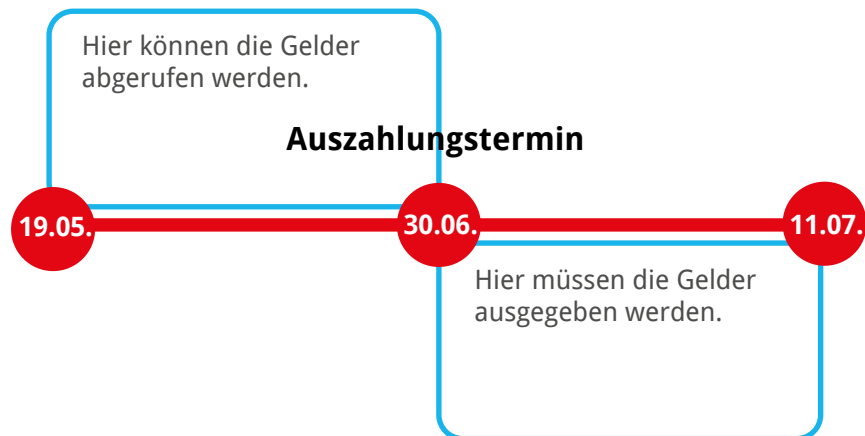 Hier können die Gelder
abgerufen werden.
Auszahlungstermin
19.05.
30.06.
11.07.
Hier müssen die Gelder
ausgegeben werden.